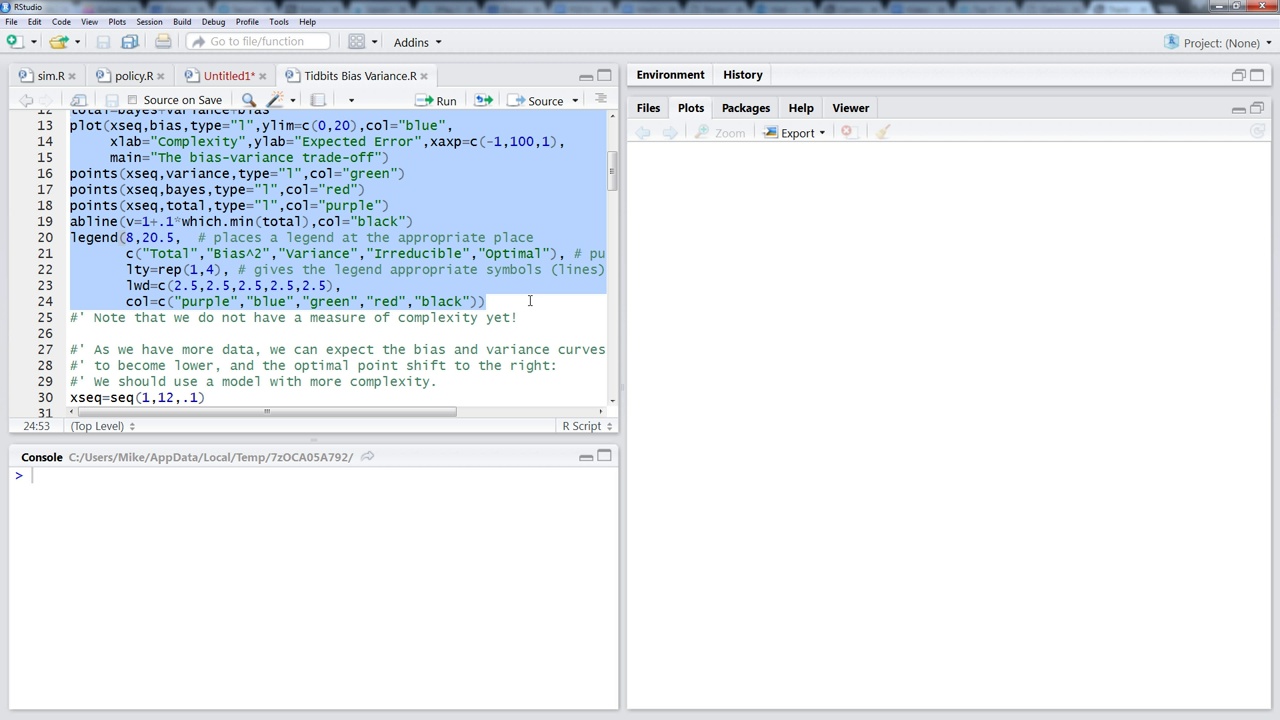 RStudio
File Edit Code View Plots Session Build Debug Profile Tools Help
Go to file/function Addins Project: (None)
sim.R policy.R Untitled1* Tidbits Bias Variance.R
Source on Save Run Source
12 total=bayes+variance+bias
13 plot(xseq,bias,type="l",ylim=c(0,20),col="blue",
14 xlab="Complexity",ylab="Expected Error",xaxp=c(-1,100,1),
15 main="The bias-variance trade-off")
16 points(xseq,variance,type="l",col="green")
17 points(xseq,bayes,type="l",col="red")
18 points(xseq,total,type="l",col="purple")
19 abline(v=1+.1*which.min(total),col="black")
20 legend(8,20.5, # places a legend at the appropriate place
21 c("Total","Bias^2","Variance","Irreducible","Optimal"), # pu
22 lty=rep(1,4), # gives the legend appropriate symbols (lines)
23 lwd=c(2.5,2.5,2.5,2.5,2.5),
24 col=c("purple","blue","green","red","black"))
25 #' Note that we do not have a measure of complexity yet!
26
27 #' As we have more data, we can expect the bias and variance curves
28 #' to become lower, and the optimal point shift to the right:
29 #' We should use a model with more complexity.
30 xseq=seq(1,12,.1)
31
24:53 (Top Level) R Script
Console C:/Users/Mike/AppData/Local/Temp/7zOCA05A792/
>
Environment History
Files Plots Packages Help Viewer
Zoom Export